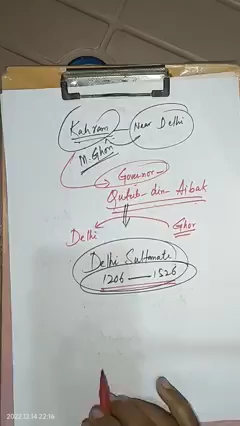 Kahram Near Delhi
M. Ghori
Governor-
Qutub-din Aibak
Delhi Ghor
Delhi Sultanate
1206 — 1526
2022.12.14 22:16